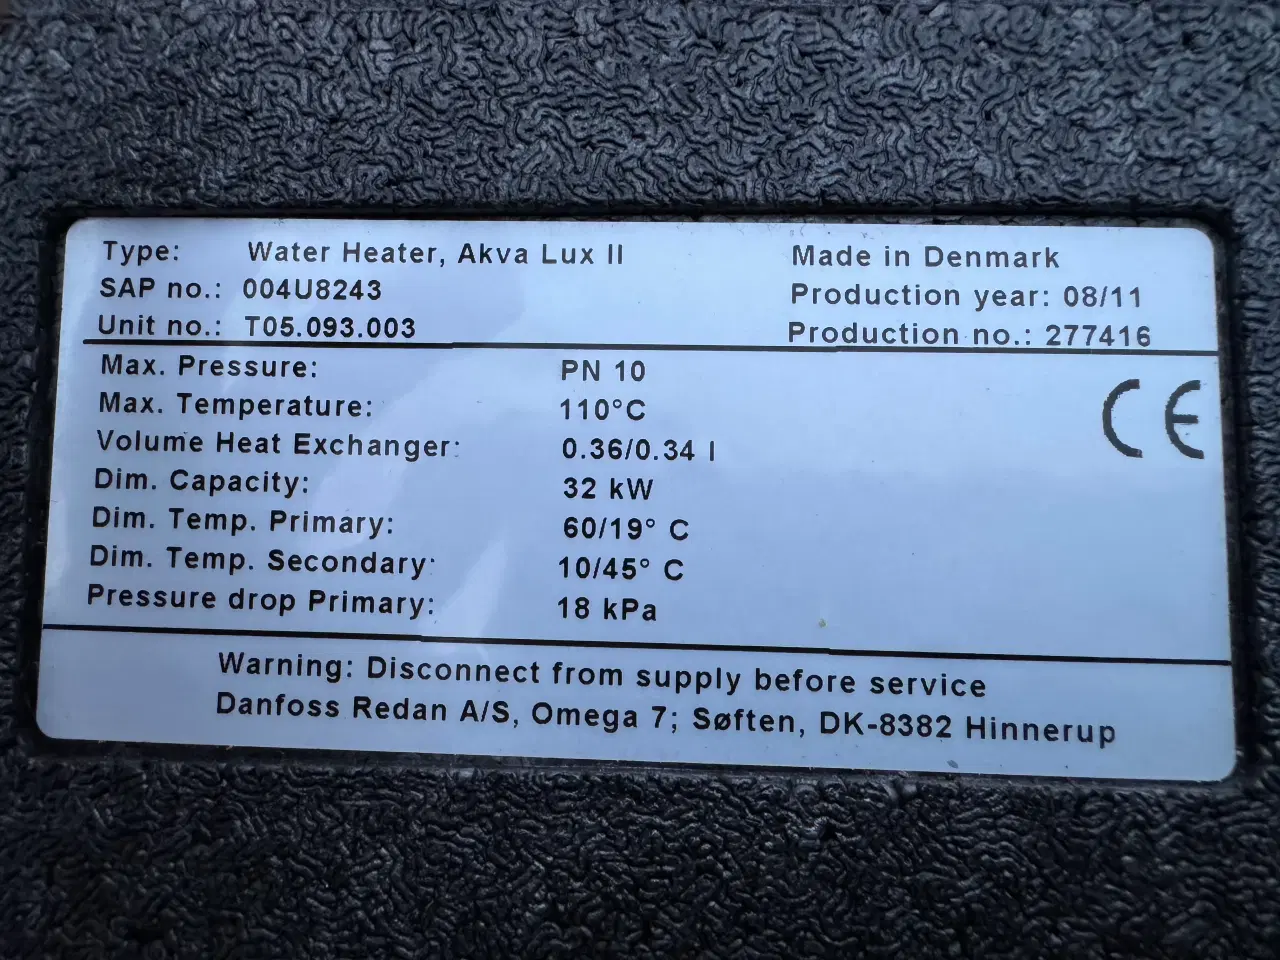 Type: Water Heater, Akva Lux II
SAP no.: 004U8243
Unit no.: T05.093.003
Made in Denmark
Production year: 08/11
Production no.: 277416
Max. Pressure: PN 10
Max. Temperature: 110°C
Volume Heat Exchanger: 0.36/0.34 l
Dim. Capacity: 32 kW
Dim. Temp. Primary: 60/19° C
Dim. Temp. Secondary: 10/45° C
Pressure drop Primary: 18 kPa
CE
Warning: Disconnect from supply before service
Danfoss Redan A/S, Omega 7; Søften, DK-8382 Hinnerup